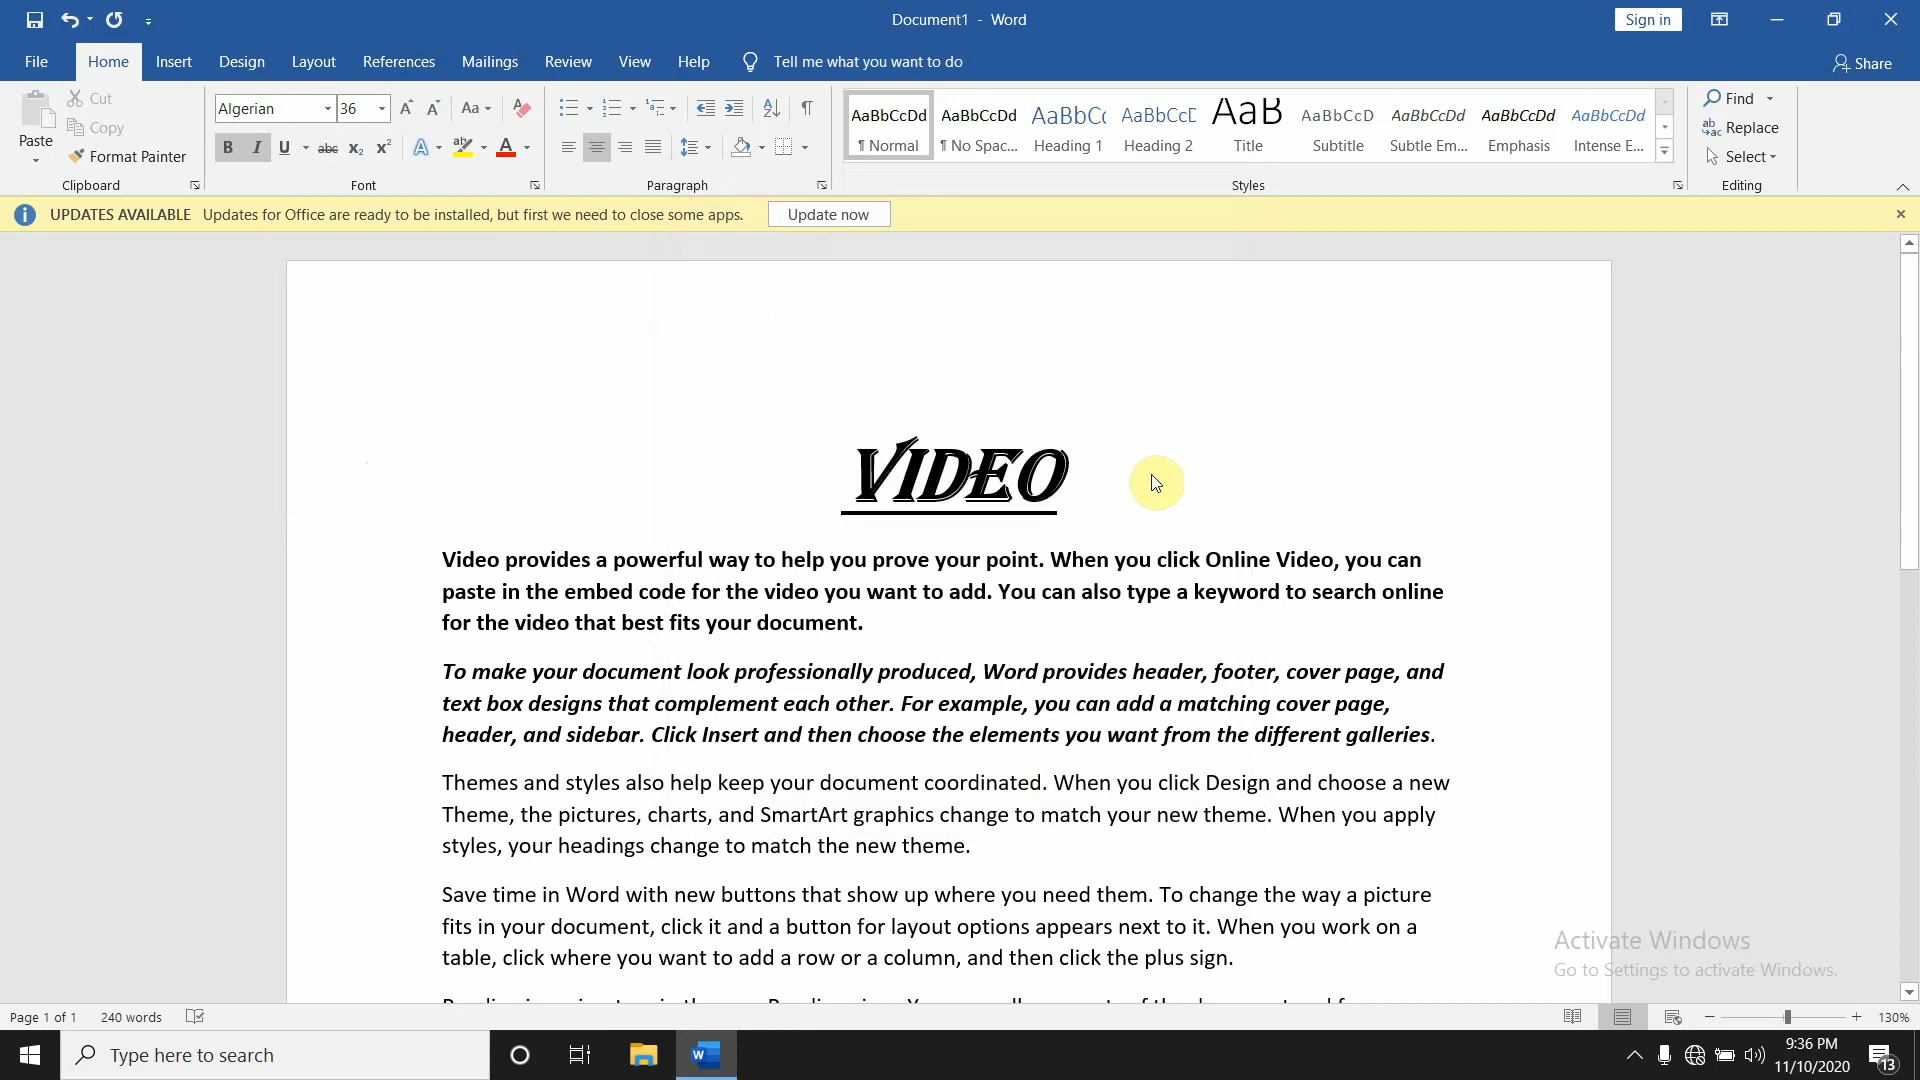 Document1 - Word
Sign in
File Home Insert Design Layout References Mailings Review View Help Tell me what you want to do Share
Paste
Cut
Copy
Format Painter
Clipboard
Algerian 36
Font
Paragraph
AaBbCcDd AaBbCcDd AaBbCc AaBbCcD AaB AaBbCcD AaBbCcDd AaBbCcDd AaBbCcDd
¶ Normal ¶ No Spac... Heading 1 Heading 2 Title Subtitle Subtle Em... Emphasis Intense E...
Styles
Find
Replace
Select
Editing
UPDATES AVAILABLE Updates for Office are ready to be installed, but first we need to close some apps. Update now
VIDEO
Video provides a powerful way to help you prove your point. When you click Online Video, you can
paste in the embed code for the video you want to add. You can also type a keyword to search online
for the video that best fits your document.
To make your document look professionally produced, Word provides header, footer, cover page, and
text box designs that complement each other. For example, you can add a matching cover page,
header, and sidebar. Click Insert and then choose the elements you want from the different galleries.
Themes and styles also help keep your document coordinated. When you click Design and choose a new
Theme, the pictures, charts, and SmartArt graphics change to match your new theme. When you apply
styles, your headings change to match the new theme.
Save time in Word with new buttons that show up where you need them. To change the way a picture
fits in your document, click it and a button for layout options appears next to it. When you work on a
table, click where you want to add a row or a column, and then click the plus sign.
Activate Windows
Go to Settings to activate Windows.
Page 1 of 1 240 words 130%
Type here to search
9:36 PM
11/10/2020
13